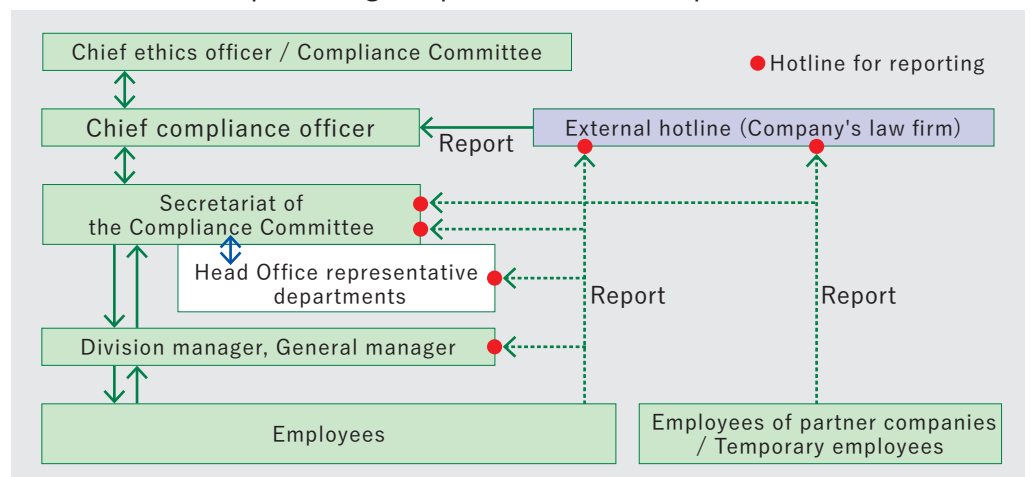 Chief ethics officer / Compliance Committee
Hotline for reporting
Chief compliance officer
External hotline (Company's law firm)
Report
Secretariat of
the Compliance Committee
Head Office representative
departments
Report
Report
Division manager, General manager
Employees
Employees of partner companies
/ Temporary employees